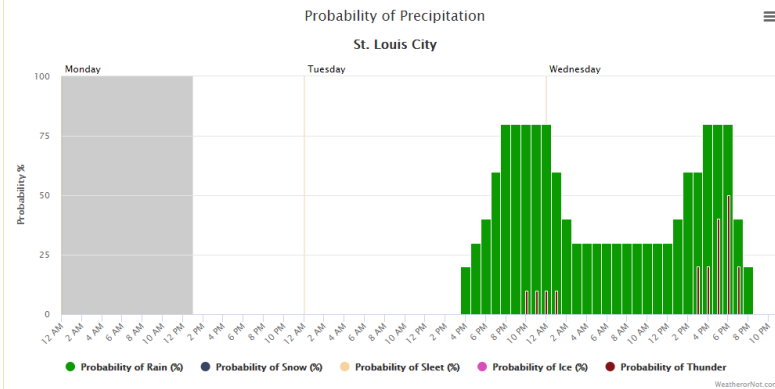 Probability of Precipitation
St. Louis City
Monday
Tuesday
Wednesday
Probability %
100
75
50
25
0
12 AM
2 AM
4 AM
6 AM
8 AM
10 AM
12 PM
2 PM
4 PM
6 PM
8 PM
10 PM
12 AM
2 AM
4 AM
6 AM
8 AM
10 AM
12 PM
2 PM
4 PM
6 PM
8 PM
10 PM
12 AM
2 AM
4 AM
6 AM
8 AM
10 AM
12 PM
2 PM
4 PM
6 PM
8 PM
10 PM
Probability of Rain (%)
Probability of Snow (%)
Probability of Sleet (%)
Probability of Ice (%)
Probability of Thunder
WeatherorNot.com